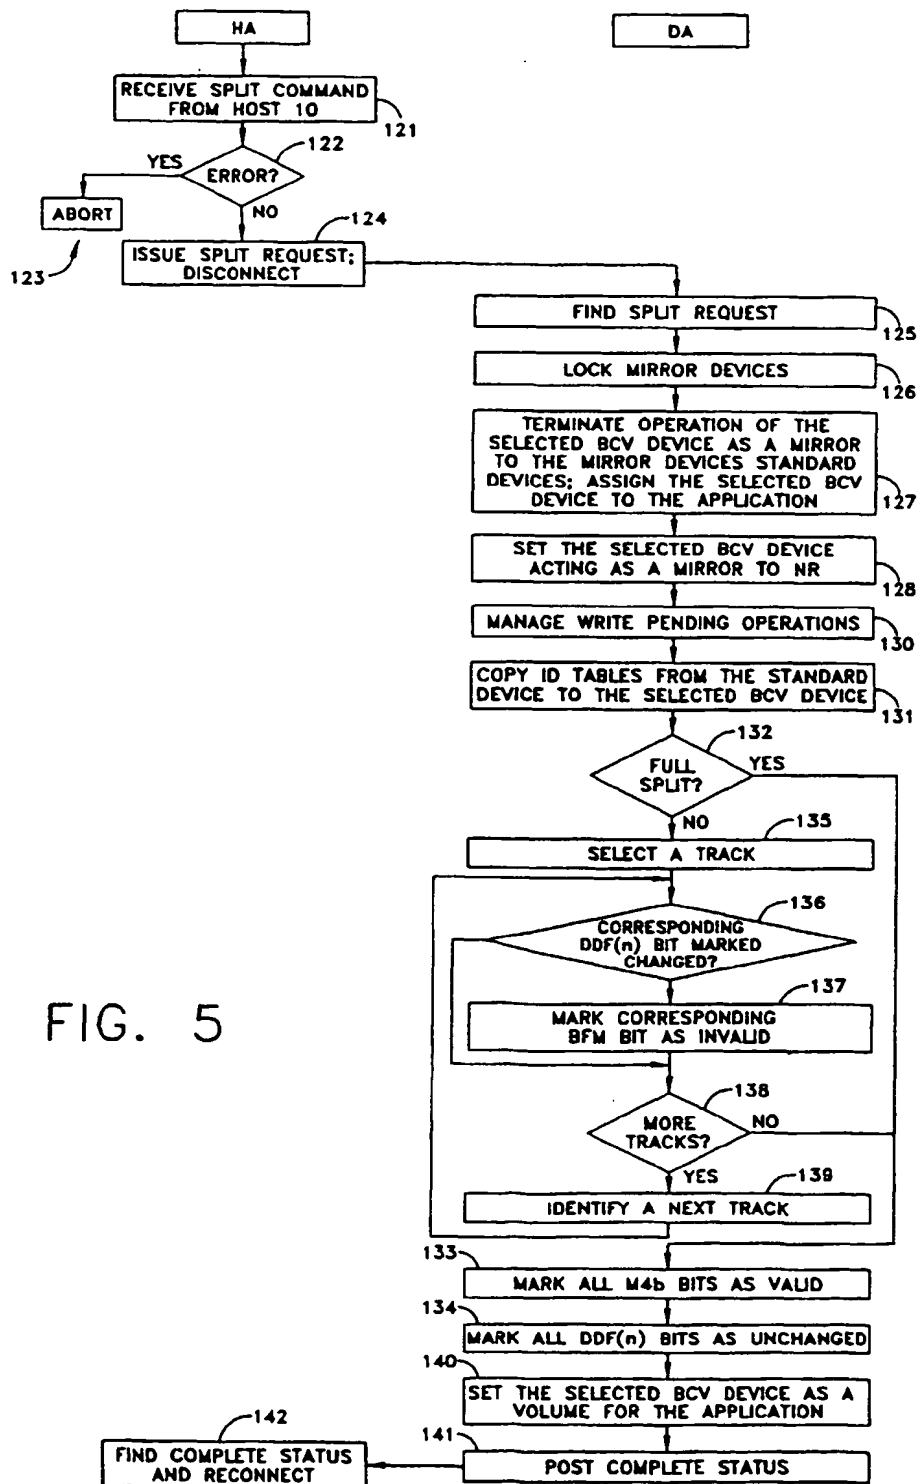 HA
DA
RECEIVE SPLIT COMMAND
FROM HOST 10
121
122
YES
ERROR?
ABORT
NO
123
124
ISSUE SPLIT REQUEST;
DISCONNECT
FIND SPLIT REQUEST
125
LOCK MIRROR DEVICES
126
TERMINATE OPERATION OF THE
SELECTED BCV DEVICE AS A MIRROR
TO THE MIRROR DEVICES STANDARD
DEVICES; ASSIGN THE SELECTED BCV
DEVICE TO THE APPLICATION
127
SET THE SELECTED BCV DEVICE
ACTING AS A MIRROR TO NR
128
MANAGE WRITE PENDING OPERATIONS
130
COPY ID TABLES FROM THE STANDARD
DEVICE TO THE SELECTED BCV DEVICE
131
132
FULL
SPLIT?
YES
NO
135
SELECT A TRACK
136
CORRESPONDING
DDF(n) BIT MARKED
CHANGED?
137
MARK CORRESPONDING
BFM BIT AS INVALID
FIG. 5
138
MORE
TRACKS?
NO
YES
139
IDENTIFY A NEXT TRACK
133
MARK ALL M4b BITS AS VALID
134
MARK ALL DDF(n) BITS AS UNCHANGED
140
SET THE SELECTED BCV DEVICE AS A
VOLUME FOR THE APPLICATION
141
POST COMPLETE STATUS
142
FIND COMPLETE STATUS
AND RECONNECT